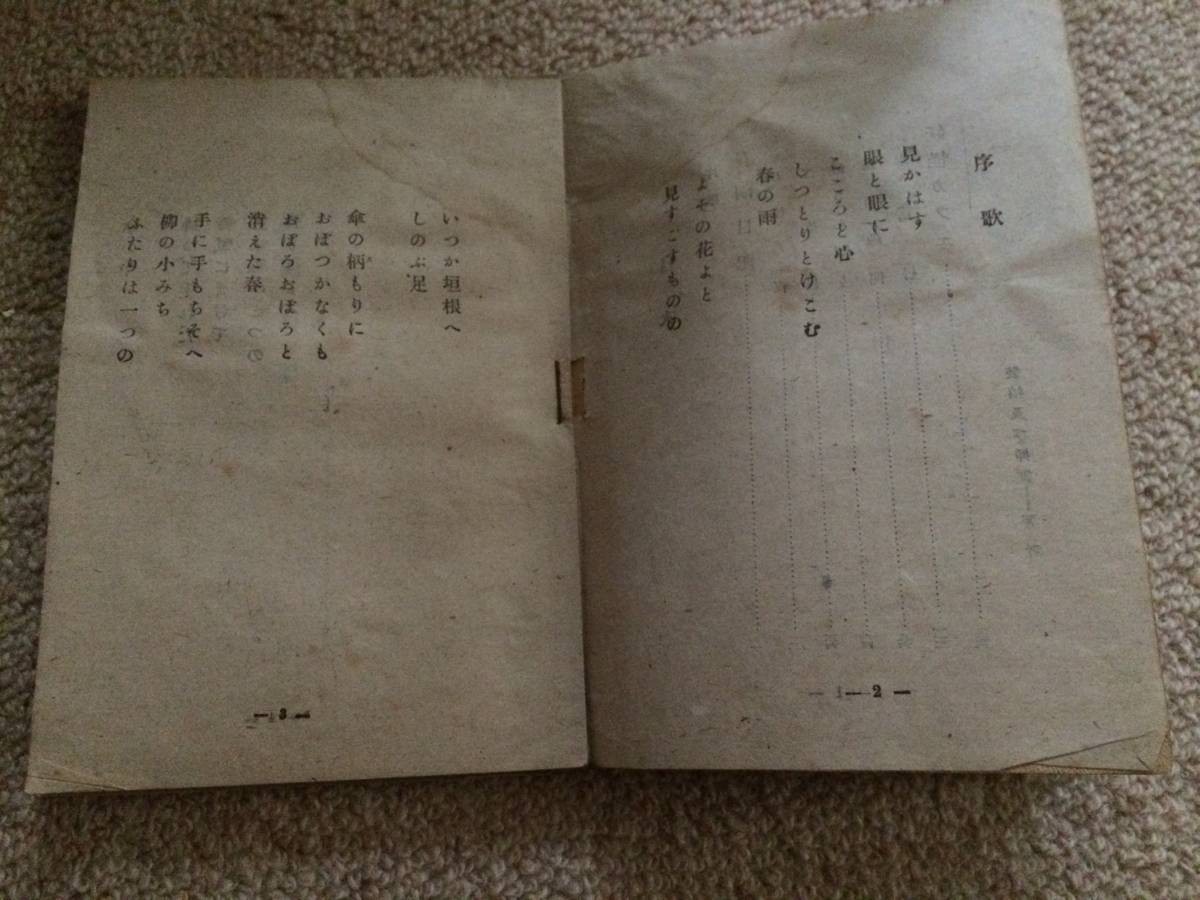 序歌
見かはす
眼と眼に
こころと心
しつとりとけこむ
春の雨
よその花よと
見すごすものの
—2—
いつか垣根へ
しのぶ足
傘の柄もりに
おぼつかなくも
おぼろおぼろと
消えた春
手に手もちそへ
柳の小みち
ふたりは一つの
—3—